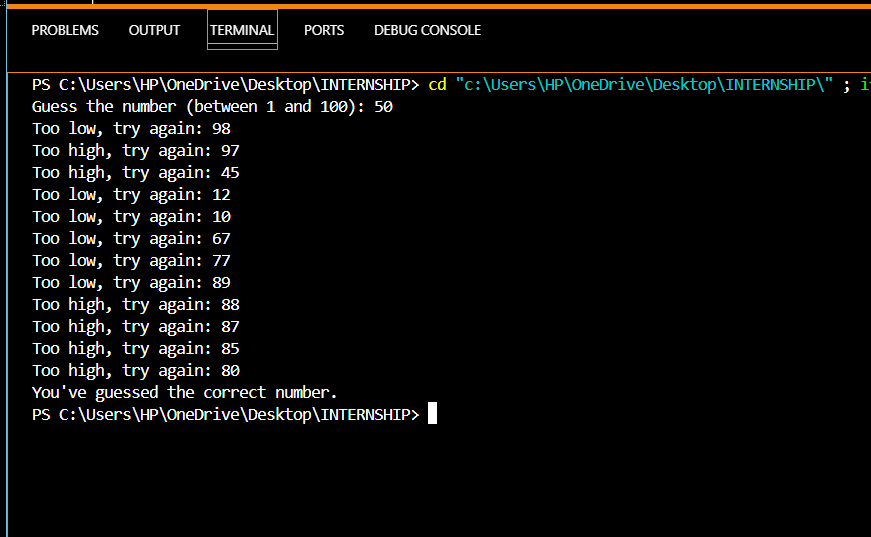 PROBLEMS OUTPUT TERMINAL PORTS DEBUG CONSOLE
PS C:\Users\HP\OneDrive\Desktop\INTERNSHIP> cd "c:\Users\HP\OneDrive\Desktop\INTERNSHIP\" ; i
Guess the number (between 1 and 100): 50
Too low, try again: 98
Too high, try again: 97
Too high, try again: 45
Too low, try again: 12
Too low, try again: 10
Too low, try again: 67
Too low, try again: 77
Too low, try again: 89
Too high, try again: 88
Too high, try again: 87
Too high, try again: 85
Too high, try again: 80
You've guessed the correct number.
PS C:\Users\HP\OneDrive\Desktop\INTERNSHIP>